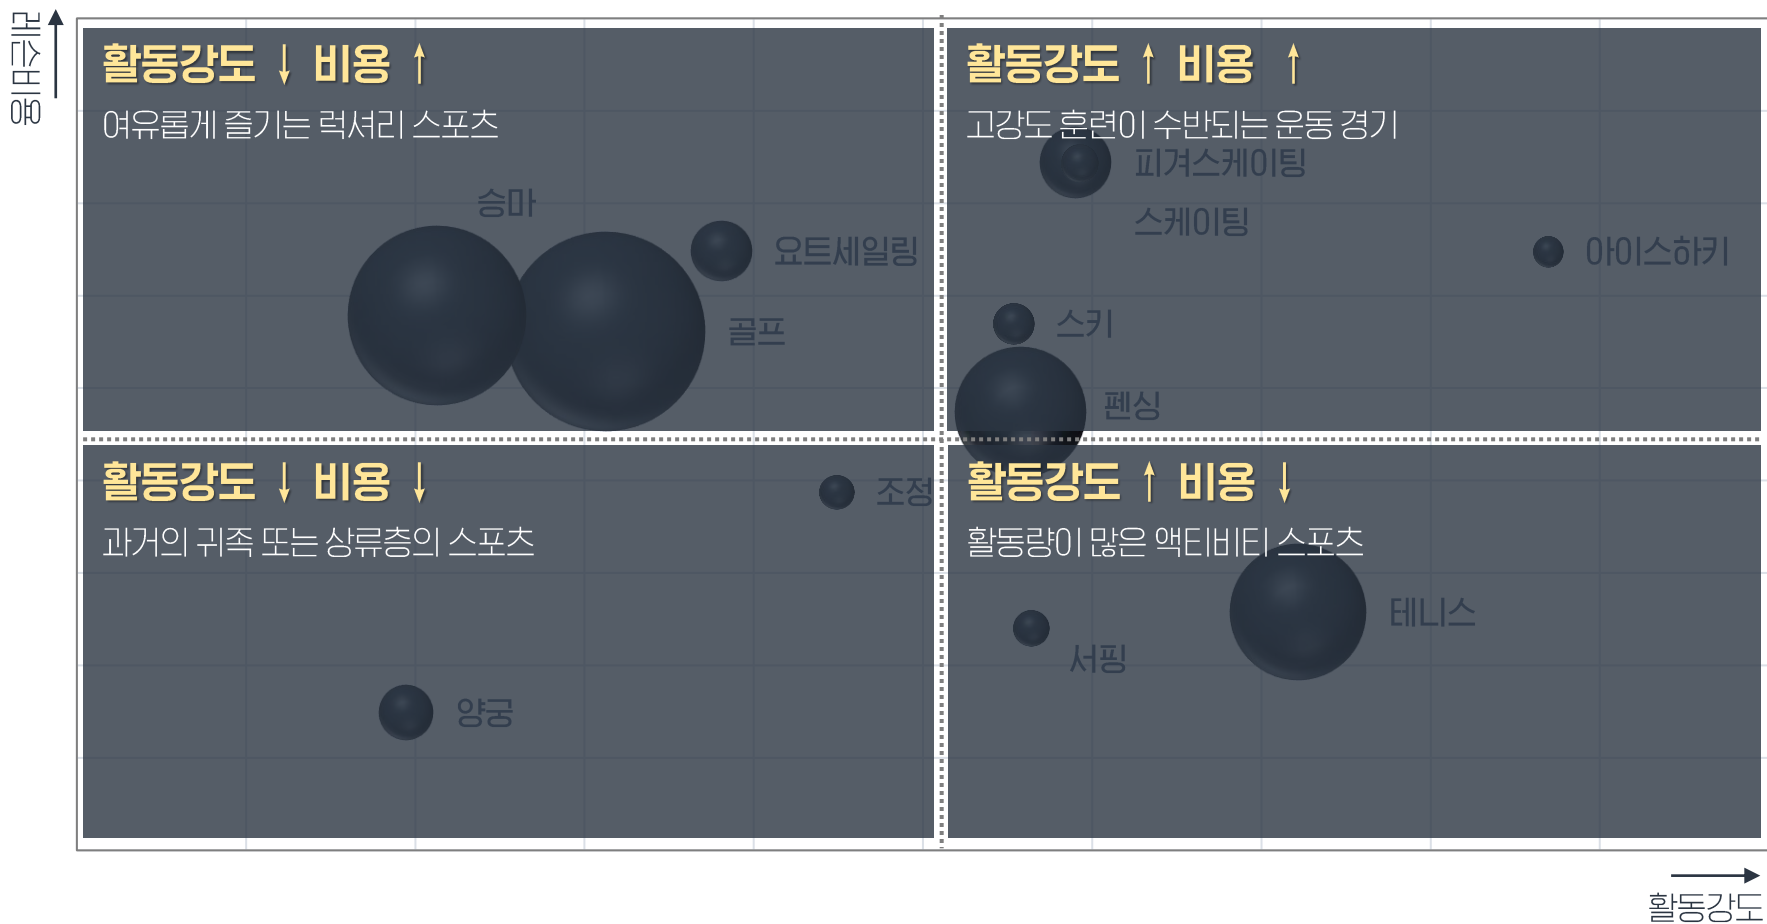 레슨비용
활동강도 ↓ 비용 ↑
여유롭게 즐기는 럭셔리 스포츠
승마
요트세일링
골프
활동강도 ↑ 비용 ↑
고강도 훈련이 수반되는 운동 경기
피겨스케이팅
스케이팅
아이스하키
스키
펜싱
활동강도 ↓ 비용 ↓
과거의 귀족 또는 상류층의 스포츠
조정
양궁
활동강도 ↑ 비용 ↓
활동량이 많은 액티비티 스포츠
테니스
서핑
활동강도